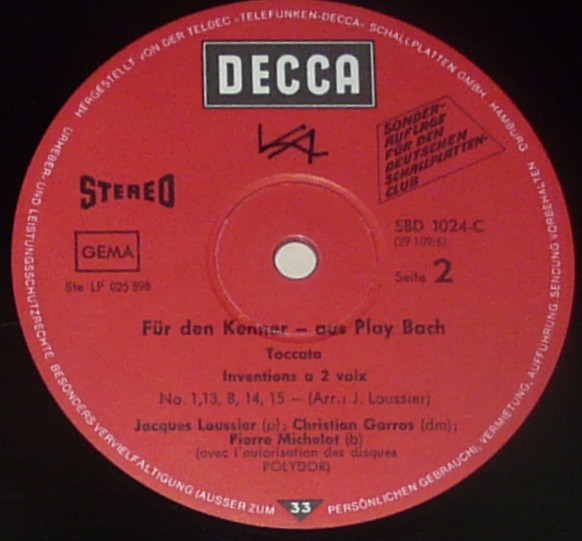 HERGESTELLT VON DER TELDEC »TELEFUNKEN-DECCA« SCHALLPLATTEN GMBH · HAMBURG
URHEBER- UND LEISTUNGSSCHUTZRECHTE BESONDERS VERVIELFÄLTIGUNG (AUSSER ZUM PERSÖNLICHEN GEBRAUCH), VERMIETUNG, AUFFÜHRUNG, SENDUNG VORBEHALTEN
DECCA
SONDER-
AUFLAGE
FÜR DEN
DEUTSCHEN
SCHALLPLATTEN-
CLUB
STEREO
GEMA
Ste. LP 025 898
SBD 1024-C
(29 109/6)
Seite 2
Für den Kenner – aus Play Bach
Toccata
Inventions a 2 voix
No. 1,13, 8, 14, 15 – (Arr.: J. Loussier)
Jacques Loussier (p); Christian Garros (dm);
Pierre Michelot (b)
(avec l'autorisation des disques
POLYDOR)
33